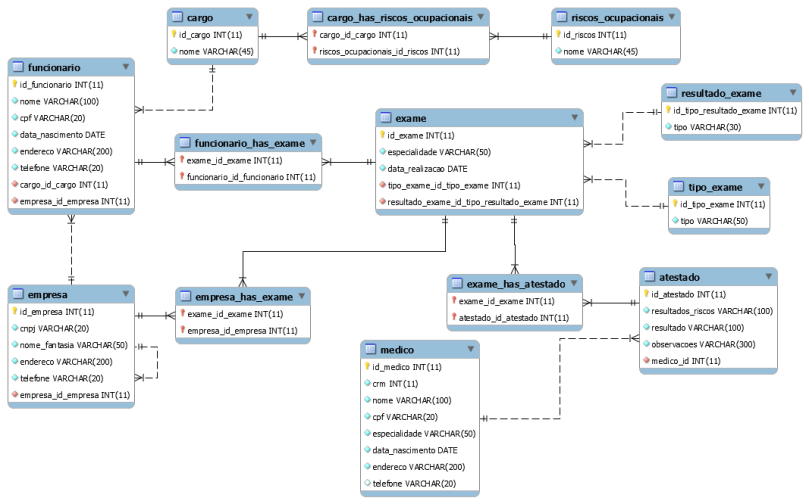 cargo
id_cargo INT(11)
nome VARCHAR(45)
cargo_has_riscos_ocupacionais
cargo_id_cargo INT(11)
riscos_ocupacionais_id_riscos INT(11)
riscos_ocupacionais
id_riscos INT(11)
nome VARCHAR(45)
funcionario
id_funcionario INT(11)
nome VARCHAR(100)
cpf VARCHAR(20)
data_nascimento DATE
endereco VARCHAR(200)
telefone VARCHAR(20)
cargo_id_cargo INT(11)
empresa_id_empresa INT(11)
funcionario_has_exame
exame_id_exame INT(11)
funcionario_id_funcionario INT(11)
exame
id_exame INT(11)
especialidade VARCHAR(50)
data_realizacao DATE
tipo_exame_id_tipo_exame INT(11)
resultado_exame_id_tipo_resultado_exame INT(11)
resultado_exame
id_tipo_resultado_exame INT(11)
tipo VARCHAR(30)
tipo_exame
id_tipo_exame INT(11)
tipo VARCHAR(50)
empresa
id_empresa INT(11)
cnpj VARCHAR(20)
nome_fantasia VARCHAR(50)
endereco VARCHAR(200)
telefone VARCHAR(20)
empresa_id_empresa INT(11)
empresa_has_exame
exame_id_exame INT(11)
empresa_id_empresa INT(11)
exame_has_atestado
exame_id_exame INT(11)
atestado_id_atestado INT(11)
atestado
id_atestado INT(11)
resultados_riscos VARCHAR(100)
resultado VARCHAR(100)
observacoes VARCHAR(300)
medico_id INT(11)
medico
id_medico INT(11)
crm INT(11)
nome VARCHAR(100)
cpf VARCHAR(20)
especialidade VARCHAR(50)
data_nascimento DATE
endereco VARCHAR(200)
telefone VARCHAR(20)